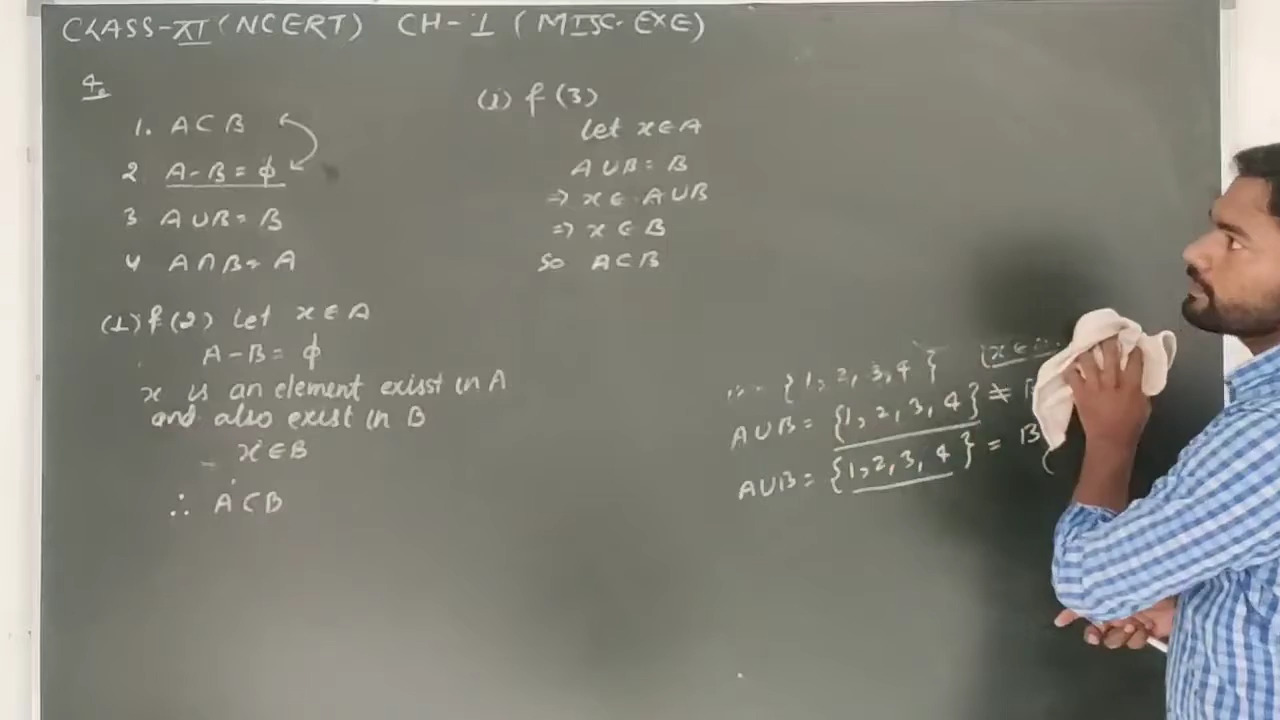 CLASS-XI (NCERT) CH-1 (MISC. EXE)
4.
1. A⊂B
2 A-B=ϕ
3 A∪B=B
4 A∩B=A
(1) f (2) Let x∈A
A-B=ϕ
x is an element exisst in A
and also exist in B
x∈B
∴ A⊂B
(1) f (3)
Let x∈A
A∪B=B
⇒ x∈A∪B
⇒ x∈B
So A⊂B
{1,2,3,4} (x∈
A∪B={1,2,3,4}≠B
A∪B={1,2,3,4}=B